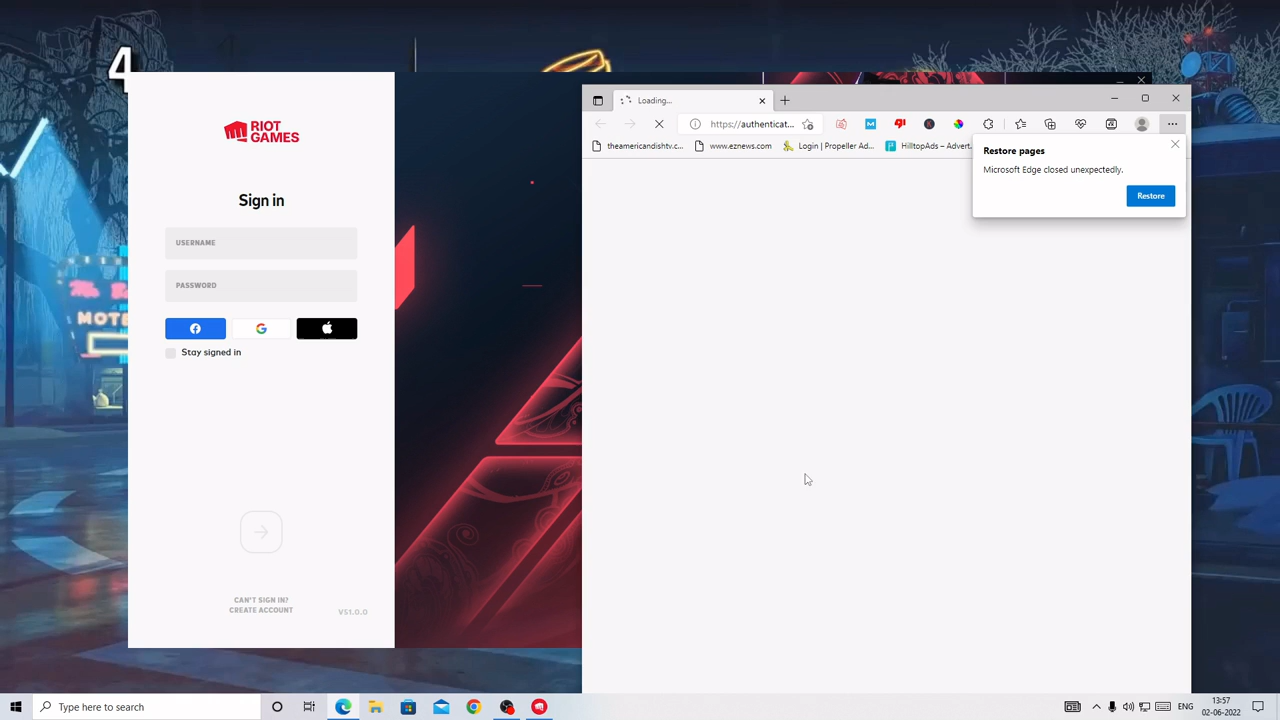 4
RIOT
GAMES
Sign in
USERNAME
PASSWORD
Stay signed in
CAN'T SIGN IN?
CREATE ACCOUNT
V51.0.0
Loading...
https://authenticat...
theamericandishtv.c...
www.eznews.com
Login | Propeller Ad...
HilltopAds – Advert.
Restore pages
Microsoft Edge closed unexpectedly.
Restore
MOTE
Type here to search
ENG
13:57
02-06-2022